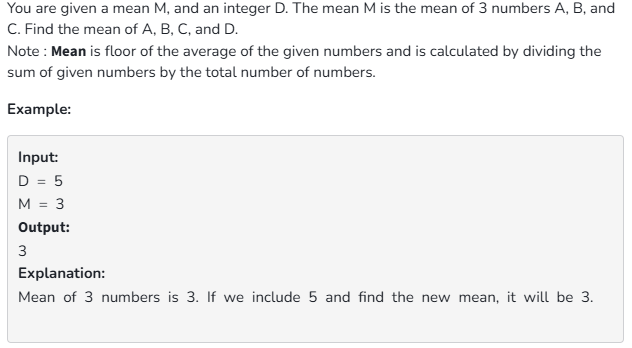 You are given a mean M, and an integer D. The mean M is the mean of 3 numbers A, B, and
C. Find the mean of A, B, C, and D.
Note : Mean is floor of the average of the given numbers and is calculated by dividing the
sum of given numbers by the total number of numbers.
Example:
Input:
D = 5
M = 3
Output:
3
Explanation:
Mean of 3 numbers is 3. If we include 5 and find the new mean, it will be 3.